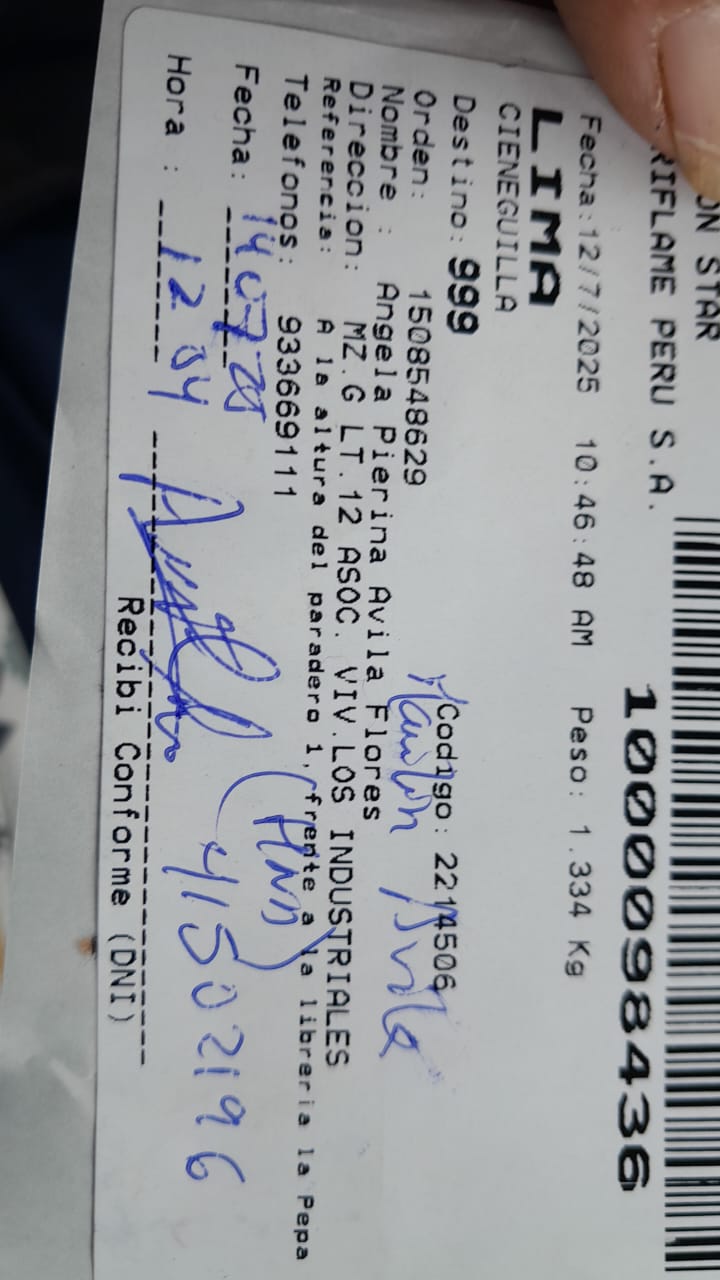 ON STAR
RIFLAME PERU S.A.
1000098436
Fecha:12/7/2025 10:46:48 AM Peso: 1.334 Kg
LIMA
CIENEGUILLA
Destino: 999 Codigo: 2214506
Orden: 1508548629
Avila
Nombre : Angela Pierina Avila Flores
Direccion: MZ.G LT.12 ASOC. VIV.LOS INDUSTRIALES
Referencia: A la altura del paradero 1, frente a la libreria la Pepa
Telefonos: 933669111
Fecha: 14 07 25
Hora : 12 04 41502196
Recibi Conforme (DNI)